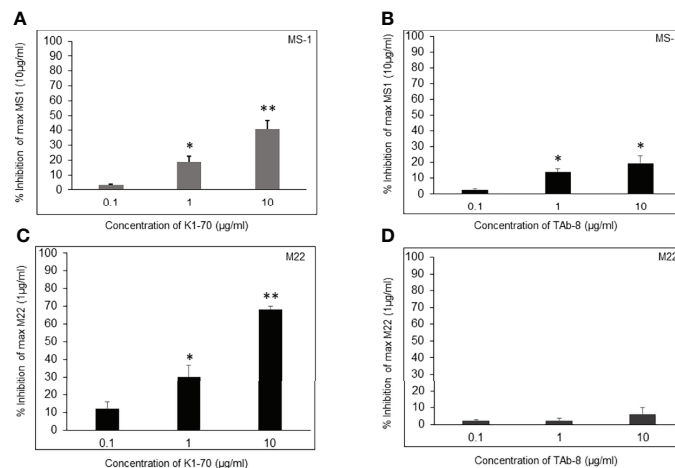 A
MS-1
% Inhibition of max MS1 (10µg/ml)
100
90
80
70
60
50
40
30
20
10
0
*
**
0.1 1 10
Concentration of K1-70 (µg/ml)
B
MS-
% Inhibition of max MS1 (10µg/ml)
100
90
80
70
60
50
40
30
20
10
0
*
*
0.1 1 10
Concentration of TAb-8 (µg/ml)
C
M22
% Inhibition of max M22 (1µg/ml)
100
90
80
70
60
50
40
30
20
10
0
*
**
0.1 1 10
Concentration of K1-70 (µg/ml)
D
M22
% Inhibition of max M22 (1µg/ml)
100
90
80
70
60
50
40
30
20
10
0
0.1 1 10
Concentration of TAb-8 (µg/ml)